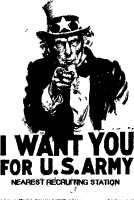 I WANT YOU
FOR U.S. ARMY
NEAREST RECRUITING STATION